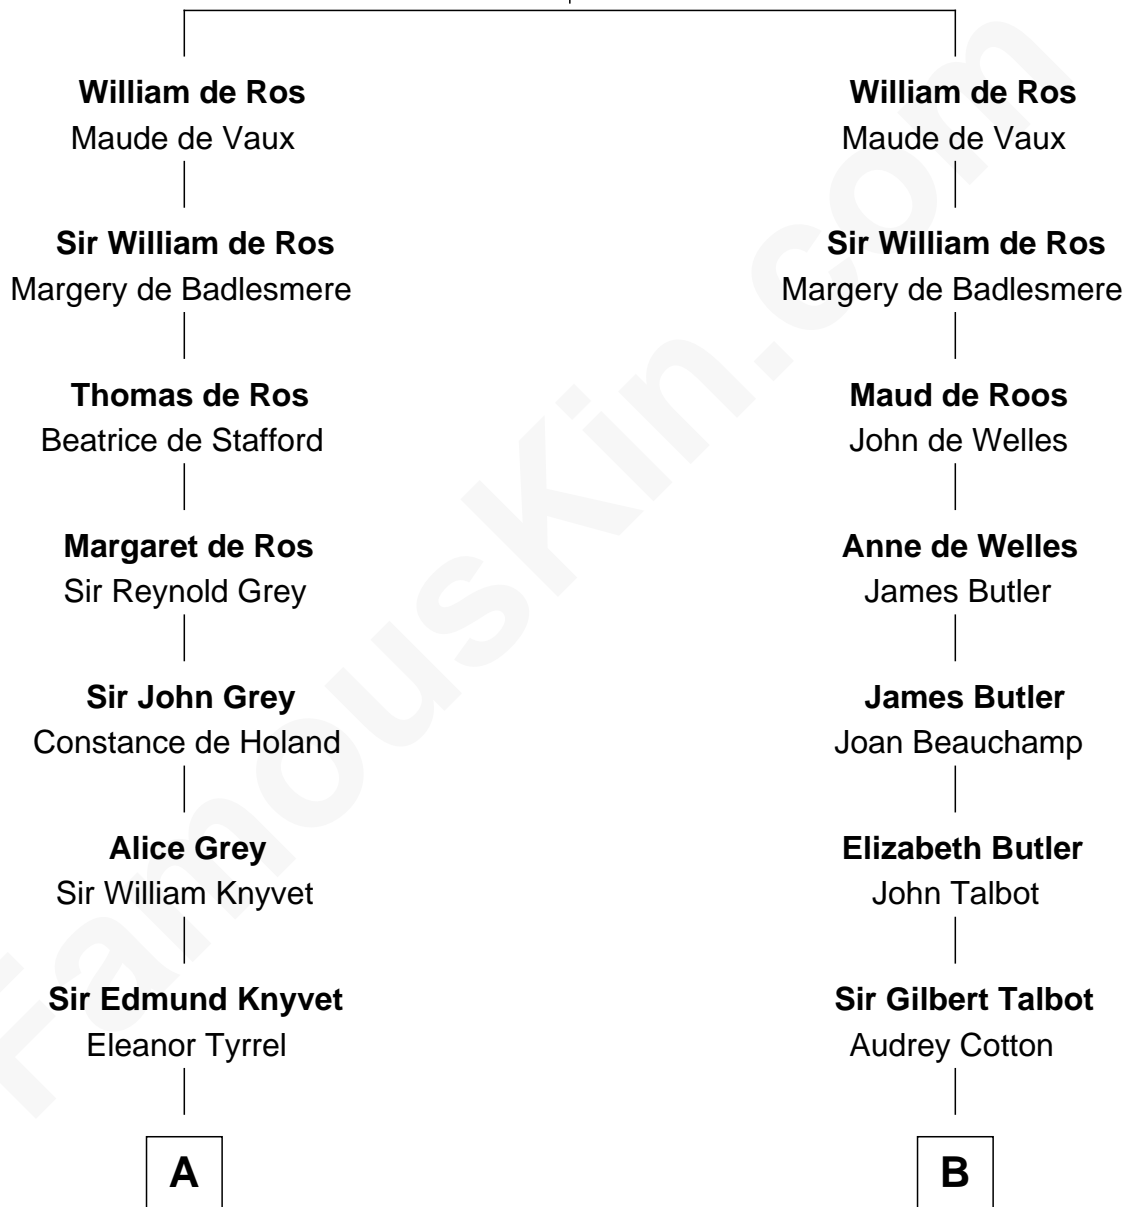 William de Ros
Maude de Vaux
Sir William de Ros
Margery de Badlesmere
Thomas de Ros
Beatrice de Stafford
Margaret de Ros
Sir Reynold Grey
Sir John Grey
Constance de Holand
Alice Grey
Sir William Knyvet
Sir Edmund Knyvet
Eleanor Tyrrel
A
William de Ros
Maude de Vaux
Sir William de Ros
Margery de Badlesmere
Maud de Roos
John de Welles
Anne de Welles
James Butler
James Butler
Joan Beauchamp
Elizabeth Butler
John Talbot
Sir Gilbert Talbot
Audrey Cotton
B
FamousKin.com